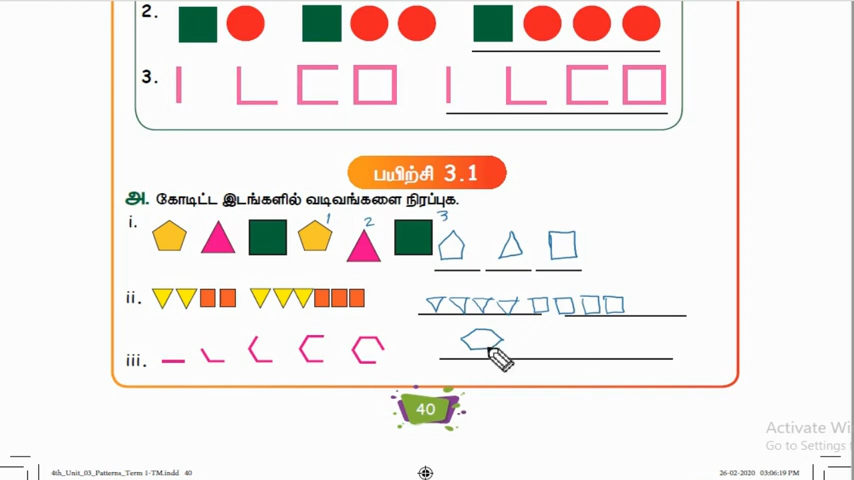 2.
3.
பயிற்சி 3.1
அ. கோடிட்ட இடங்களில் வடிவங்களை நிரப்புக.
i. 1 2 3
ii.
iii.
40
Activate Wi
Go to Settings
4th_Unit_03_Patterns_Term 1-TM.indd 40 26-02-2020 03:06:19 PM